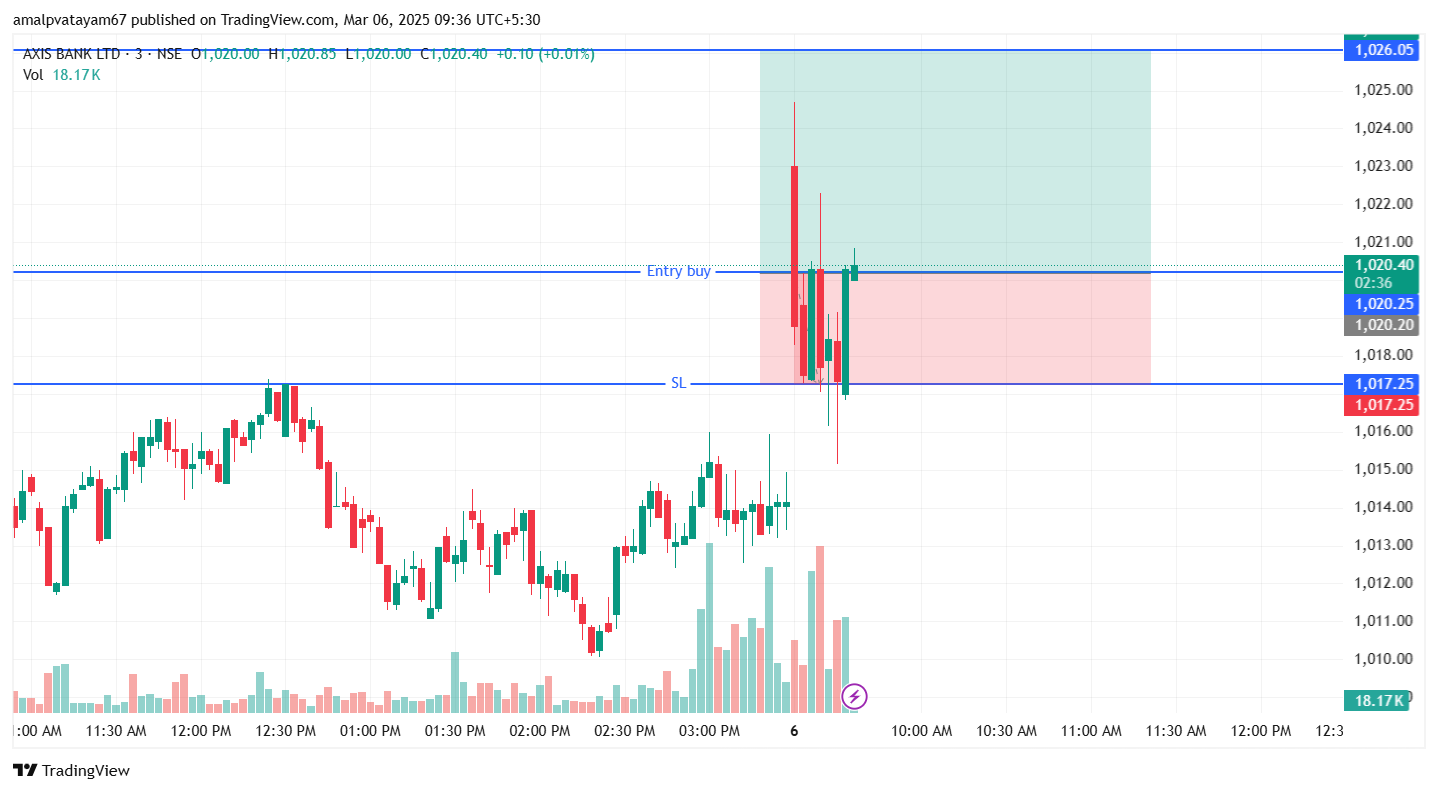 amalpvatayam67 published on TradingView.com, Mar 06, 2025 09:36 UTC+5:30
AXIS BANK LTD · 3 · NSE O1,020.00 H1,020.85 L1,020.00 C1,020.40 +0.10 (+0.01%)
Vol 18.17K
1,026.05
1,025.00
1,024.00
1,023.00
1,022.00
1,021.00
Entry buy
1,020.40
02:36
1,020.25
1,020.20
1,018.00
SL
1,017.25
1,017.25
1,016.00
1,015.00
1,014.00
1,013.00
1,012.00
1,011.00
1,010.00
18.17K
:00 AM 11:30 AM 12:00 PM 12:30 PM 01:00 PM 01:30 PM 02:00 PM 02:30 PM 03:00 PM 6 10:00 AM 10:30 AM 11:00 AM 11:30 AM 12:00 PM 12:3
TradingView